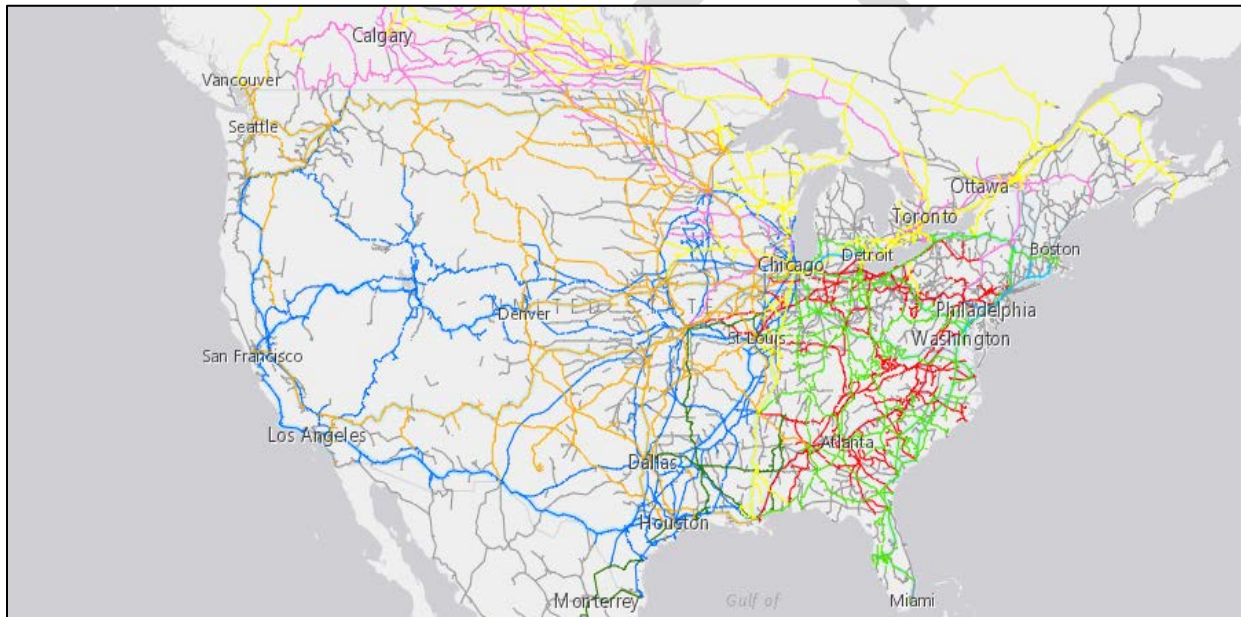 Calgary
Vancouver
Seattle
Ottawa
Toronto
Boston
Detroit
Chicago
Philadelphia
Denver
St Louis
Washington
San Francisco
Los Angeles
Atlanta
Dallas
Houston
Monterrey
Gulf of
Miami